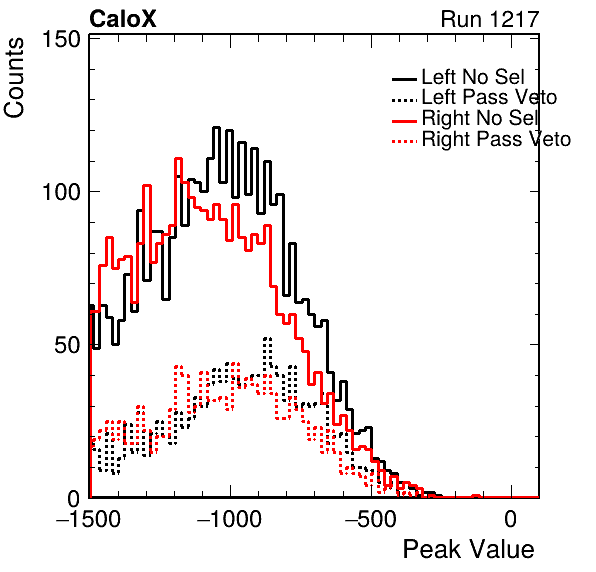 CaloX Run 1217
Counts
150
100
50
0
Left No Sel
Left Pass Veto
Right No Sel
Right Pass Veto
−1500 −1000 −500 0
Peak Value